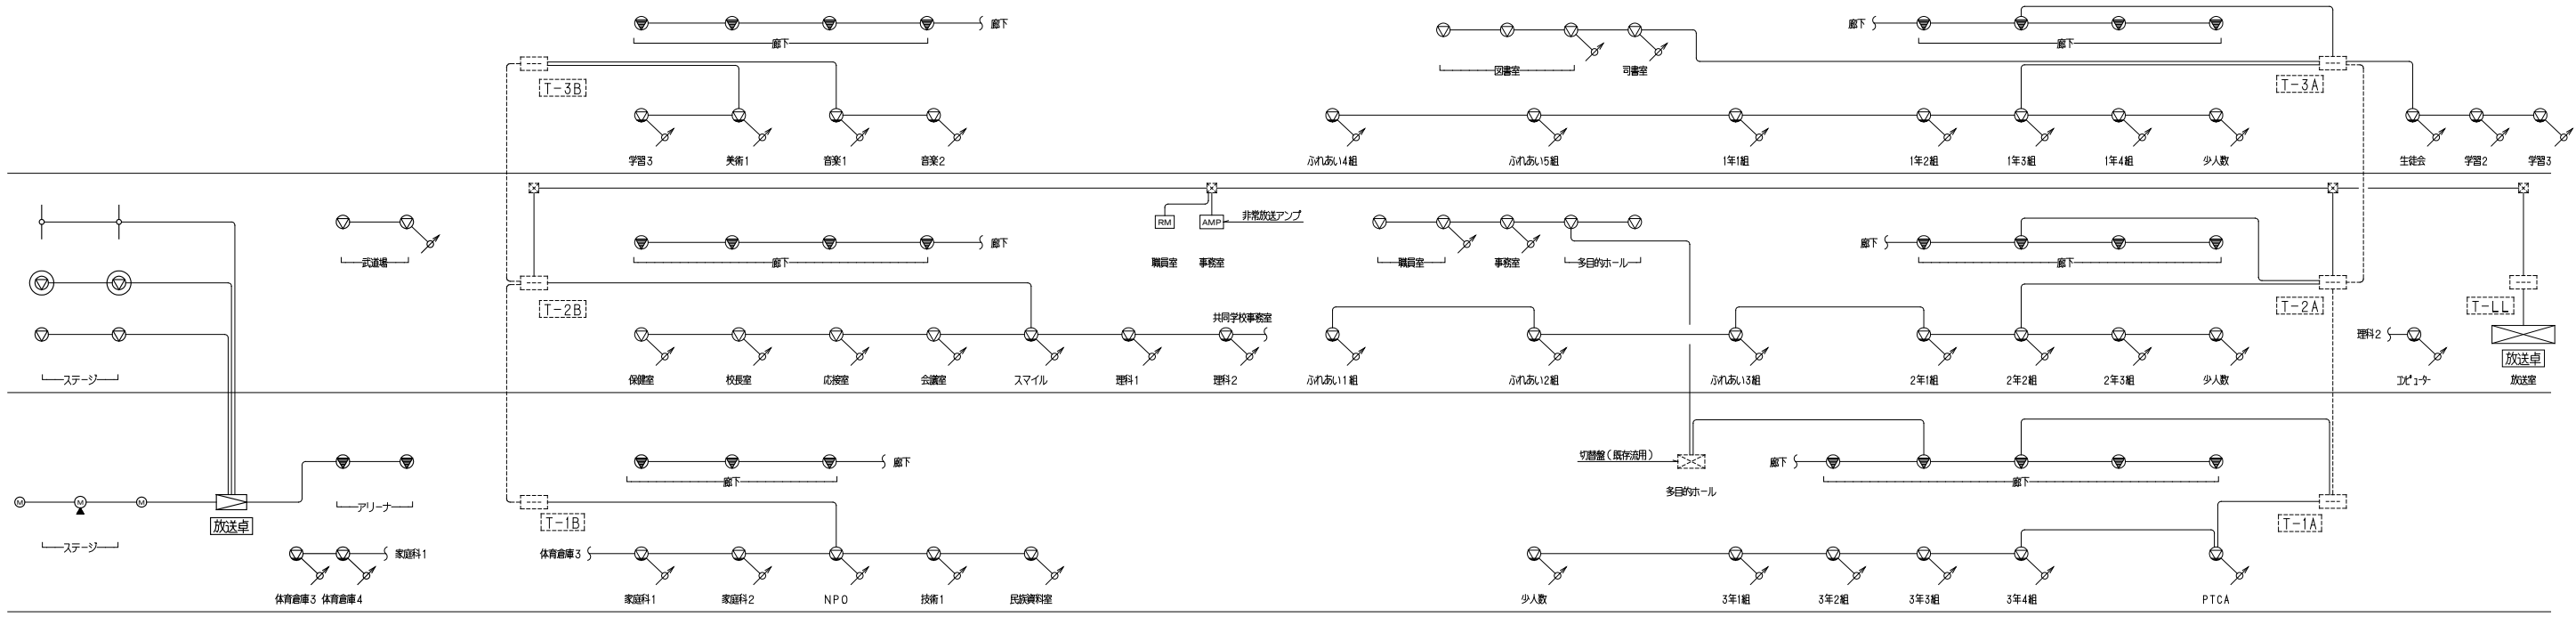 廊下
廊下
T-3B
学習3
美術1
音楽1
音楽2
図書室
司書室
廊下
廊下
T-3A
ふれあい4組
ふれあい5組
1年1組
1年2組
1年3組
1年4組
少人数
生徒会
学習2
学習3
ステージ
武道場
廊下
廊下
T-2B
保健室
校長室
応接室
会議室
スマイル
理科1
共同学校事務室
理科2
RM
AMP
非常放送アンプ
職員室
事務室
職員室
事務室
多目的ホール
廊下
廊下
T-2A
ふれあい1組
ふれあい2組
ふれあい3組
2年1組
2年2組
2年3組
少人数
理科2
コンピューター
T-LL
放送卓
放送室
M
M
M
ステージ
放送卓
アリーナ
体育倉庫3
体育倉庫4
家庭科1
廊下
廊下
T-1B
体育倉庫3
家庭科1
家庭科2
NPO
技術1
民族資料室
切替盤(既存流用)
多目的ホール
廊下
廊下
T-1A
少人数
3年1組
3年2組
3年3組
3年4組
PTCA